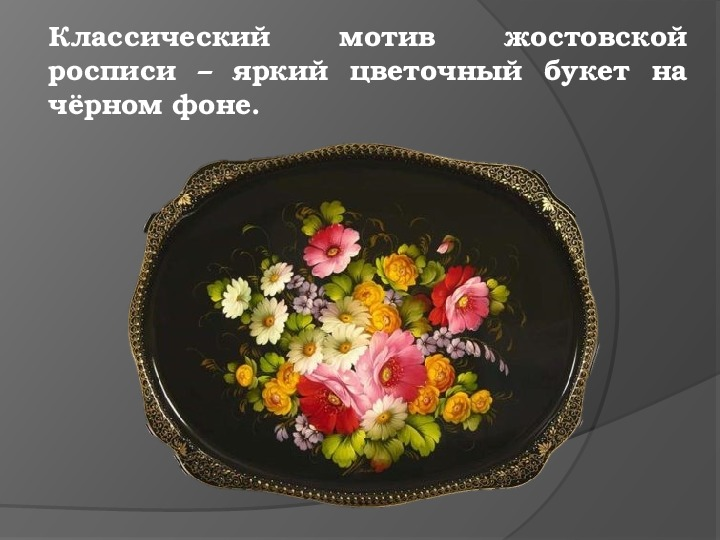 Классический мотив жостовской
росписи – яркий цветочный букет на
чёрном фоне.